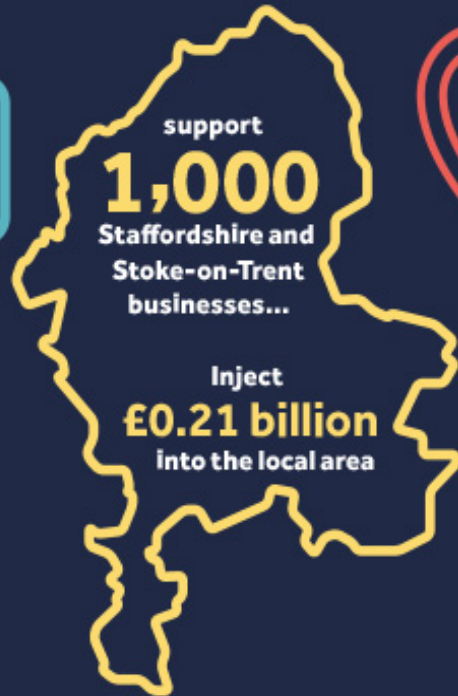 support
1,000
Staffordshire and
Stoke-on-Trent
businesses...
Inject
£0.21 billion
into the local area